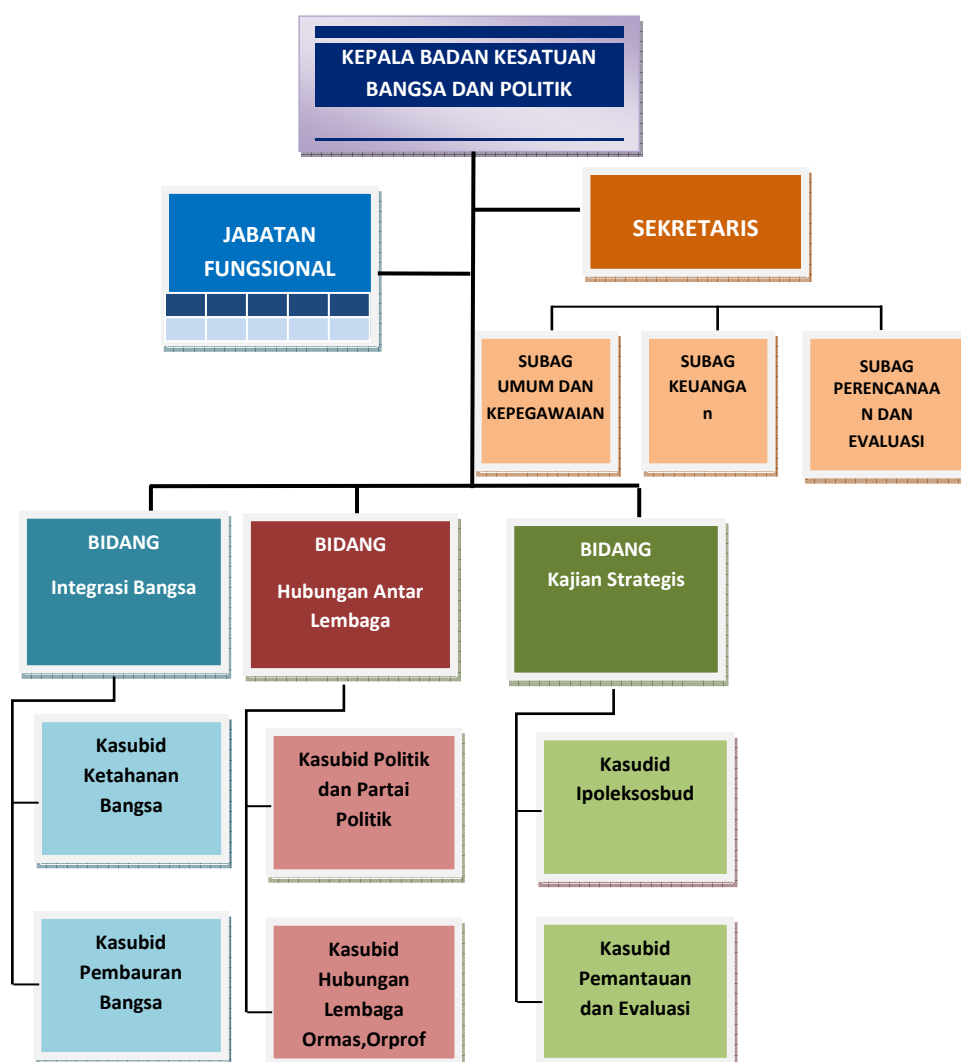 KEPALA BADAN KESATUAN
BANGSA DAN POLITIK
JABATAN
FUNGSIONAL
SEKRETARIS
SUBAG
UMUM DAN
KEPEGAWAIAN
SUBAG
KEUANGA
n
SUBAG
PERENCANAA
N DAN
EVALUASI
BIDANG
Integrasi Bangsa
BIDANG
Hubungan Antar
Lembaga
BIDANG
Kajian Strategis
Kasubid
Ketahanan
Bangsa
Kasubid Politik
dan Partai
Politik
Kasudid
Ipoleksosbud
Kasubid
Pembauran
Bangsa
Kasubid
Hubungan
Lembaga
Ormas,Orprof
Kasubid
Pemantauan
dan Evaluasi